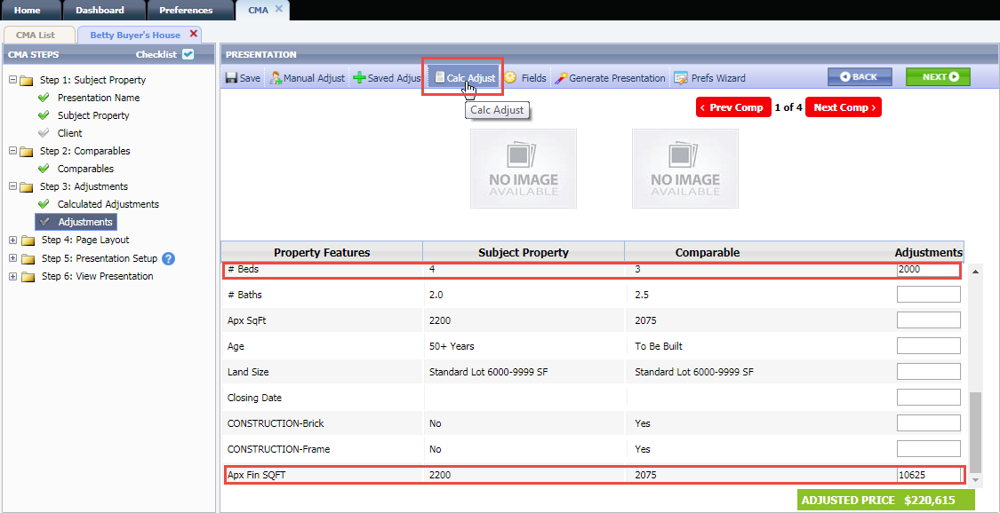 Home Dashboard Preferences CMA
CMA List Betty Buyer's House
CMA STEPS Checklist
Step 1: Subject Property
Presentation Name
Subject Property
Client
Step 2: Comparables
Comparables
Step 3: Adjustments
Calculated Adjustments
Adjustments
Step 4: Page Layout
Step 5: Presentation Setup ?
Step 6: View Presentation
PRESENTATION
Save Manual Adjust Saved Adjus Calc Adjust Fields Generate Presentation Prefs Wizard BACK NEXT
Calc Adjust
‹ Prev Comp 1 of 4 Next Comp ›
NO IMAGE NO IMAGE
AVAILABLE AVAILABLE
Property Features Subject Property Comparable Adjustments
# Beds 4 3 2000
# Baths 2.0 2.5
Apx SqFt 2200 2075
Age 50+ Years To Be Built
Land Size Standard Lot 6000-9999 SF Standard Lot 6000-9999 SF
Closing Date
CONSTRUCTION-Brick No Yes
CONSTRUCTION-Frame No Yes
Apx Fin SQFT 2200 2075 10625
ADJUSTED PRICE $220,615